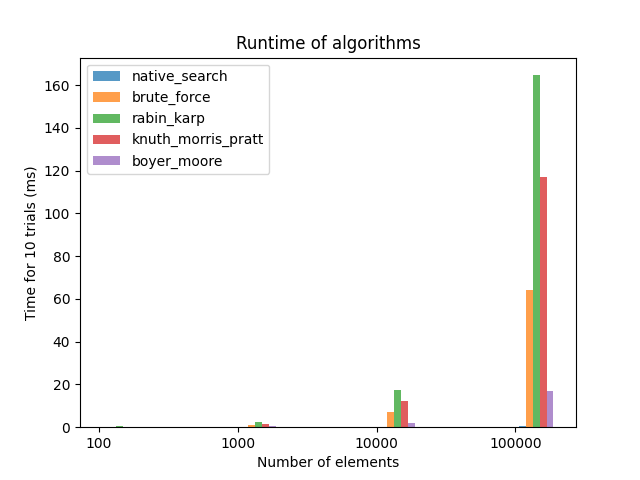 Runtime of algorithms
native_search
brute_force
rabin_karp
knuth_morris_pratt
boyer_moore
Time for 10 trials (ms)
160
140
120
100
80
60
40
20
0
100 1000 10000 100000
Number of elements